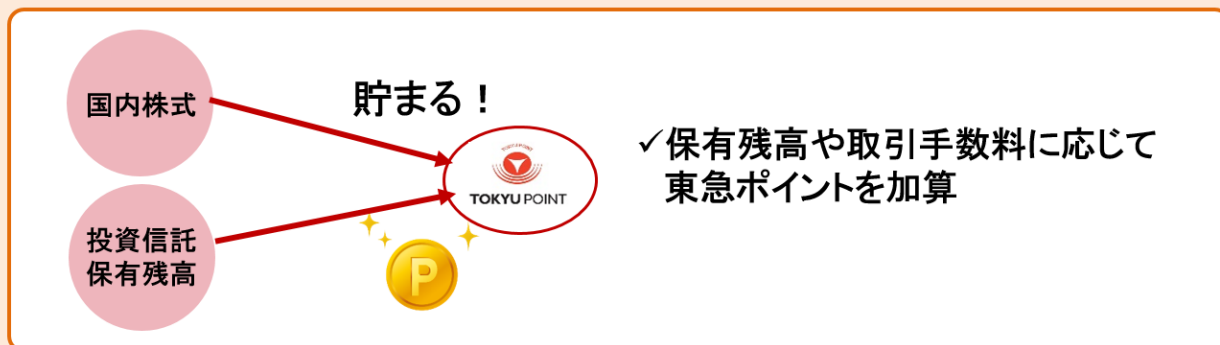 国内株式
貯まる！
投資信託
保有残高
TOKYU POINT
P
✓保有残高や取引手数料に応じて
東急ポイントを加算